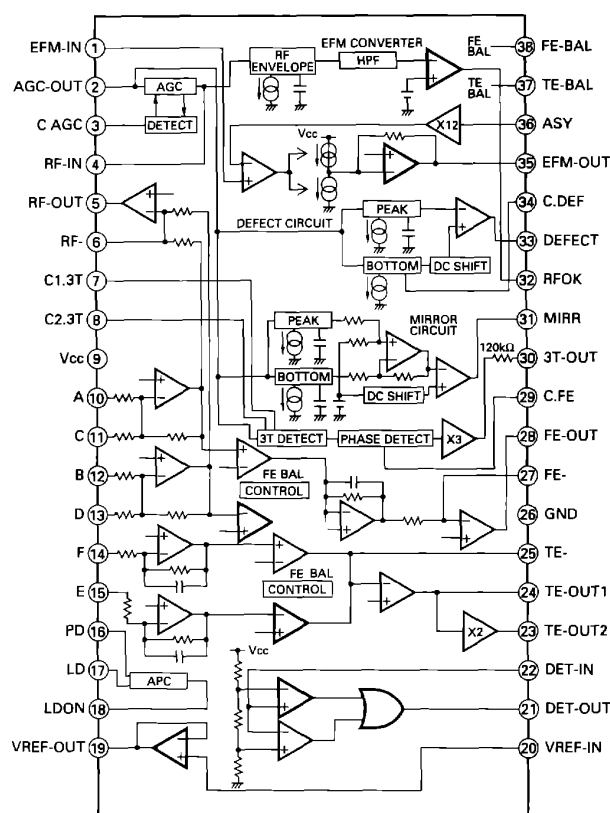 EFM-IN 1
AGC-OUT 2
C AGC 3
RF-IN 4
RF-OUT 5
RF- 6
C1.3T 7
C2.3T 8
Vcc 9
A 10
C 11
B 12
D 13
F 14
E 15
PD 16
LD 17
LDON 18
VREF-OUT 19
AGC
DETECT
RF
ENVELOPE
EFM CONVERTER
HPF
FE
BAL
TE
BAL
X12
Vcc
DEFECT CIRCUIT
PEAK
BOTTOM
DC SHIFT
PEAK
MIRROR
CIRCUIT
BOTTOM
DC SHIFT
120kΩ
3T DETECT
PHASE DETECT
X3
FE BAL
CONTROL
FE BAL
CONTROL
X2
Vcc
APC
38 FE-BAL
37 TE-BAL
36 ASY
35 EFM-OUT
34 C.DEF
33 DEFECT
32 RFOK
31 MIRR
30 3T-OUT
29 C.FE
28 FE-OUT
27 FE-
26 GND
25 TE-
24 TE-OUT1
23 TE-OUT2
22 DET-IN
21 DET-OUT
20 VREF-IN